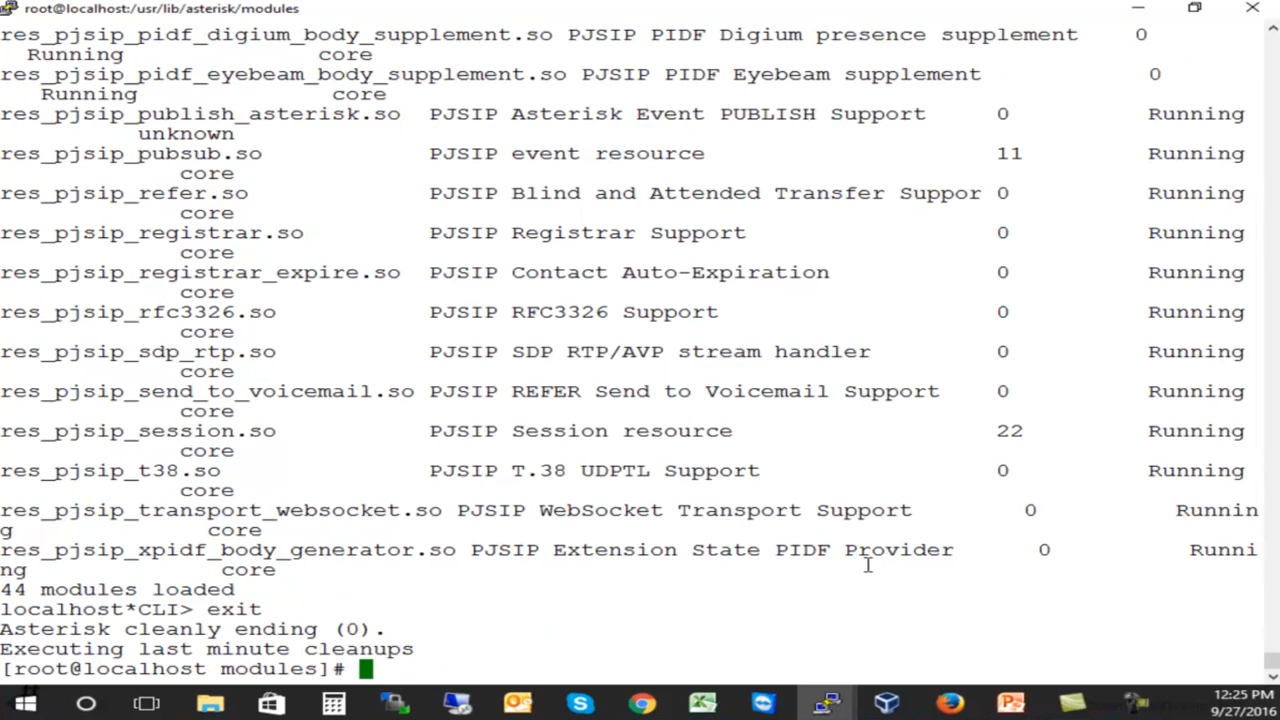 root@localhost:/usr/lib/asterisk/modules
res_pjsip_pidf_digium_body_supplement.so PJSIP PIDF Digium presence supplement 0
Running core
res_pjsip_pidf_eyebeam_body_supplement.so PJSIP PIDF Eyebeam supplement 0
Running core
res_pjsip_publish_asterisk.so PJSIP Asterisk Event PUBLISH Support 0 Running
unknown
res_pjsip_pubsub.so PJSIP event resource 11 Running
core
res_pjsip_refer.so PJSIP Blind and Attended Transfer Suppor 0 Running
core
res_pjsip_registrar.so PJSIP Registrar Support 0 Running
core
res_pjsip_registrar_expire.so PJSIP Contact Auto-Expiration 0 Running
core
res_pjsip_rfc3326.so PJSIP RFC3326 Support 0 Running
core
res_pjsip_sdp_rtp.so PJSIP SDP RTP/AVP stream handler 0 Running
core
res_pjsip_send_to_voicemail.so PJSIP REFER Send to Voicemail Support 0 Running
core
res_pjsip_session.so PJSIP Session resource 22 Running
core
res_pjsip_t38.so PJSIP T.38 UDPTL Support 0 Running
core
res_pjsip_transport_websocket.so PJSIP WebSocket Transport Support 0 Runnin
g core
res_pjsip_xpidf_body_generator.so PJSIP Extension State PIDF Provider 0 Runni
ng core
44 modules loaded
localhost*CLI> exit
Asterisk cleanly ending (0).
Executing last minute cleanups
[root@localhost modules]#
12:25 PM
9/27/2016